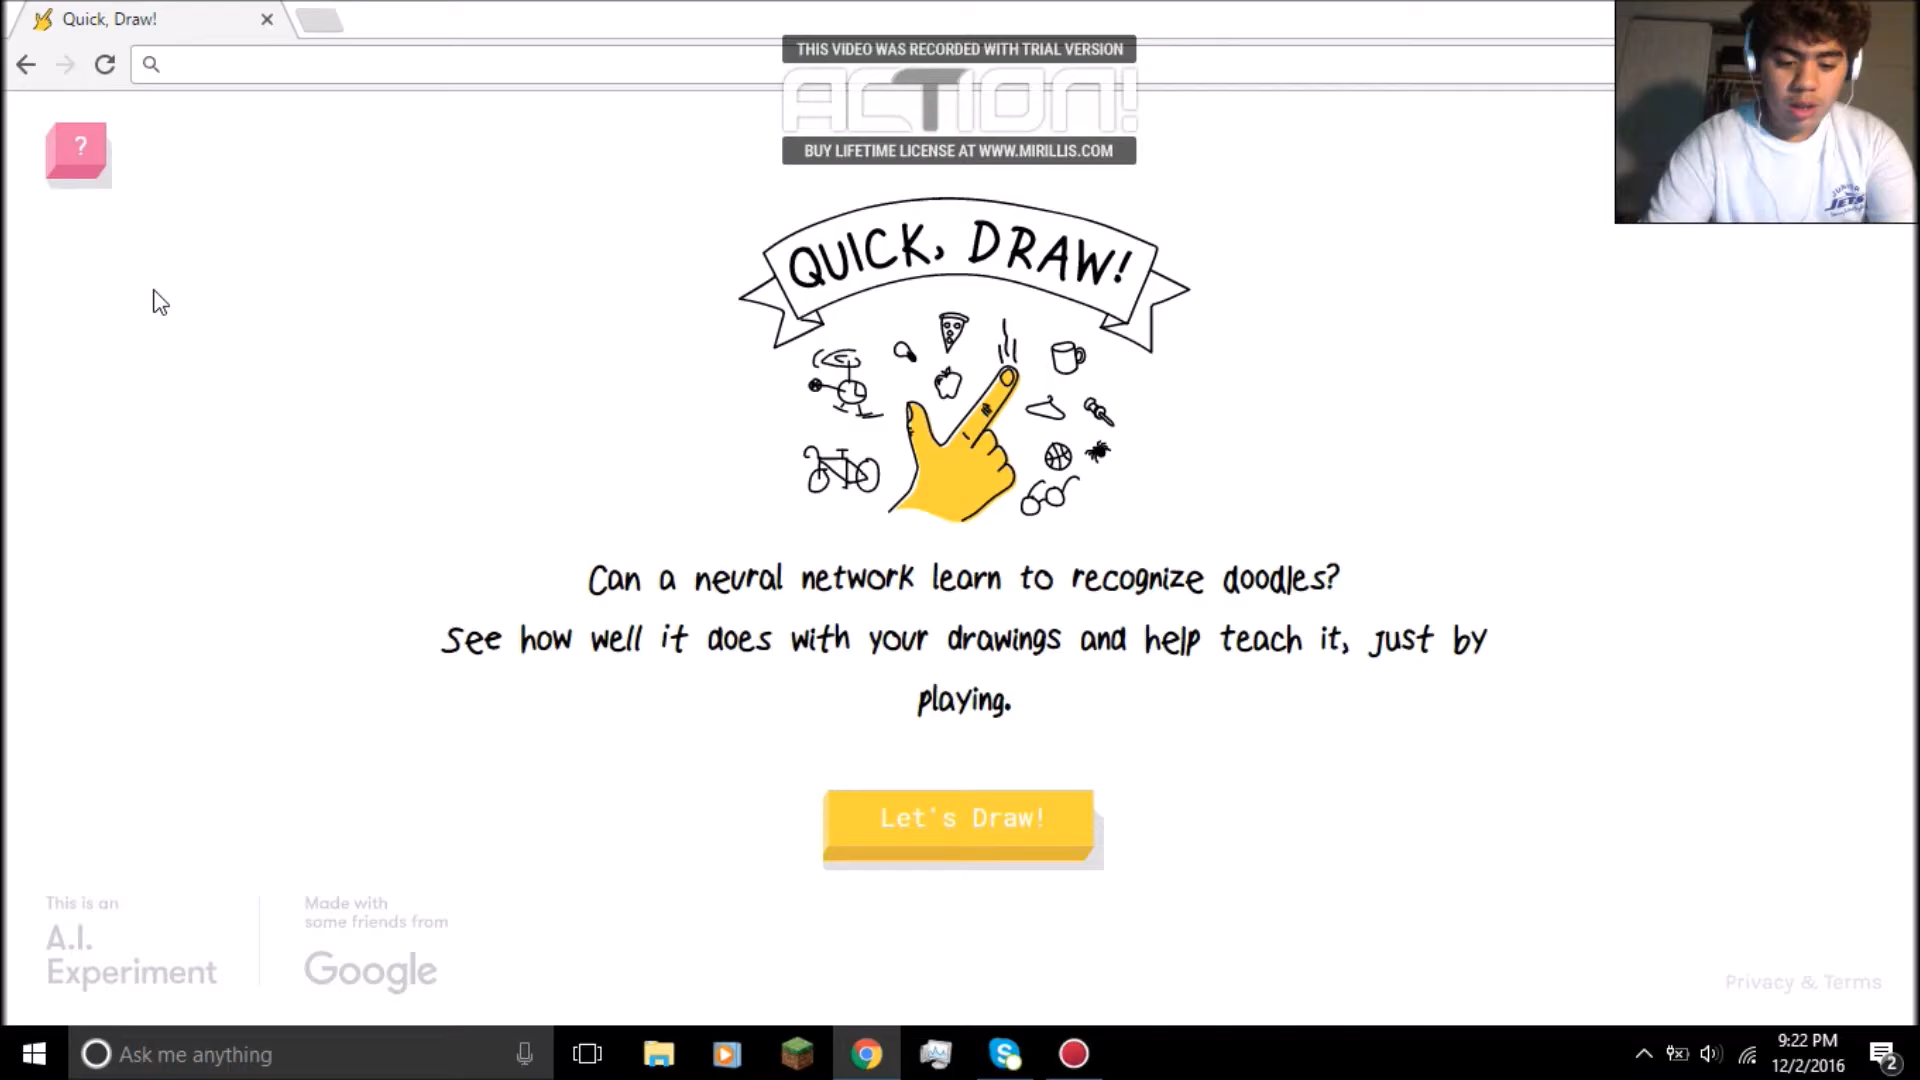 Quick, Draw!
THIS VIDEO WAS RECORDED WITH TRIAL VERSION
ACTION!
BUY LIFETIME LICENSE AT WWW.MIRILLIS.COM
?
JETS
QUICK, DRAW!
Can a neural network learn to recognize doodles?
See how well it does with your drawings and help teach it, just by
playing.
Let's Draw!
This is an
A.I.
Experiment
Made with
some friends from
Google
Privacy & Terms
Ask me anything
9:22 PM
12/2/2016
2